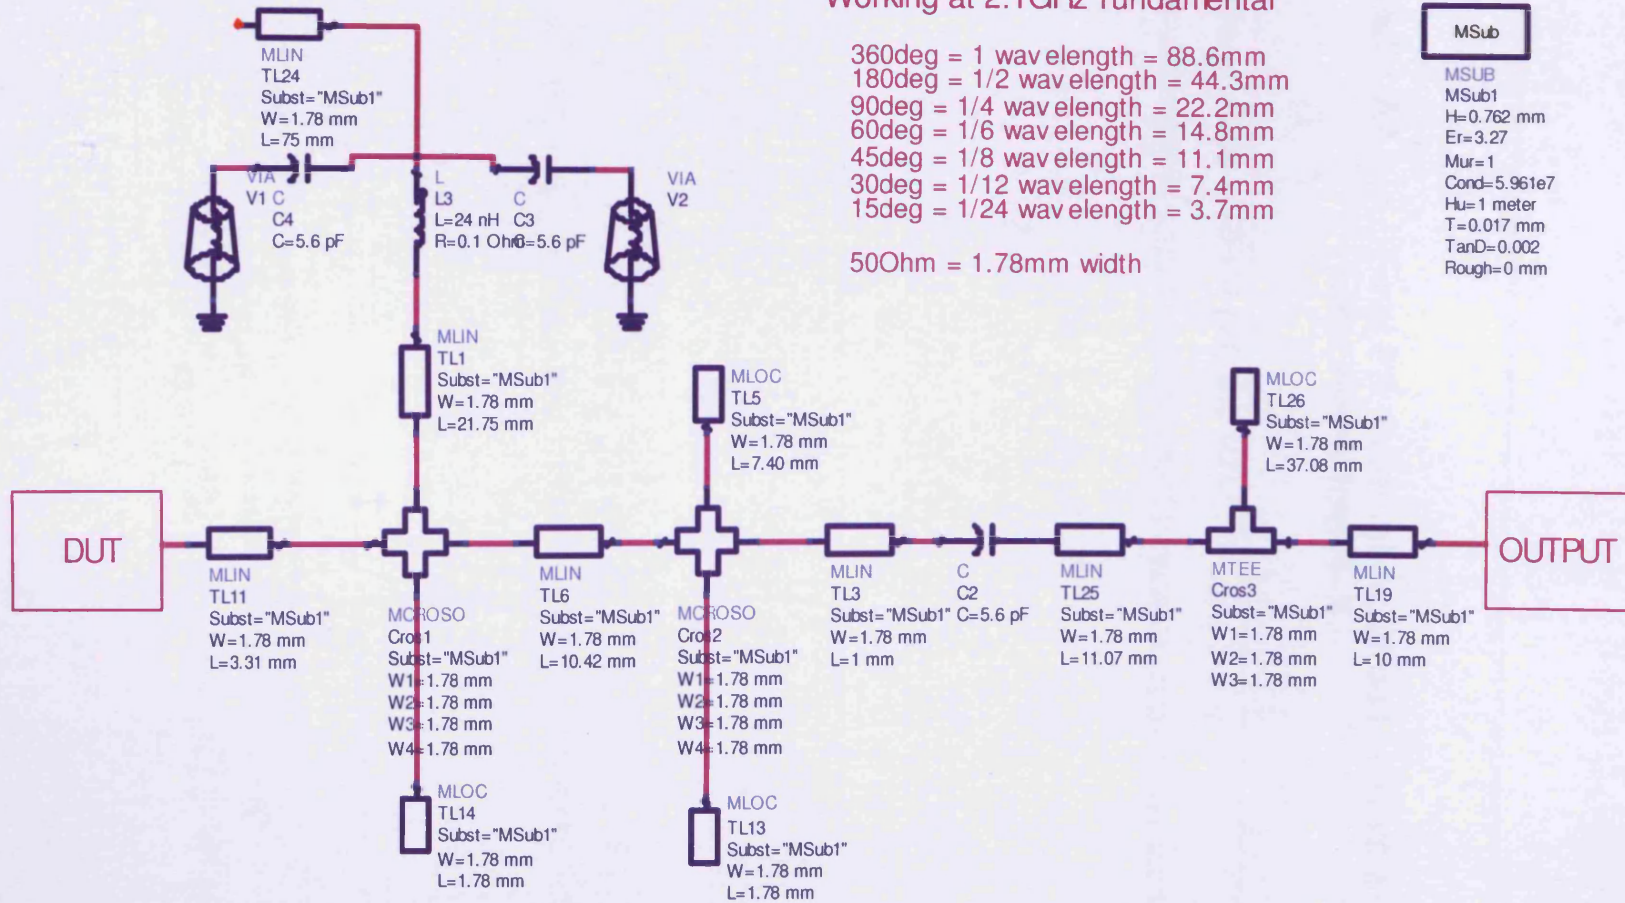 Working at 2.1GHz fundamental
MLIN
TL24
Subst="MSub1"
W=1.78 mm
L=75 mm
360deg = 1 wavelength = 88.6mm
180deg = 1/2 wavelength = 44.3mm
90deg = 1/4 wavelength = 22.2mm
60deg = 1/6 wavelength = 14.8mm
45deg = 1/8 wavelength = 11.1mm
30deg = 1/12 wavelength = 7.4mm
15deg = 1/24 wavelength = 3.7mm
50Ohm = 1.78mm width
MSub
MSUB
MSub1
H=0.762 mm
Er=3.27
Mur=1
Cond=5.961e7
Hu=1 meter
T=0.017 mm
TanD=0.002
Rough=0 mm
VIA
V1
C
C4
C=5.6 pF
L
L3
L=24 nH
R=0.1 Ohm
C
C3
C=5.6 pF
VIA
V2
MLIN
TL1
Subst="MSub1"
W=1.78 mm
L=21.75 mm
MLOC
TL5
Subst="MSub1"
W=1.78 mm
L=7.40 mm
MLOC
TL26
Subst="MSub1"
W=1.78 mm
L=37.08 mm
DUT
OUTPUT
MLIN
TL11
Subst="MSub1"
W=1.78 mm
L=3.31 mm
MCROSO
Cros1
Subst="MSub1"
W1=1.78 mm
W2=1.78 mm
W3=1.78 mm
W4=1.78 mm
MLIN
TL6
Subst="MSub1"
W=1.78 mm
L=10.42 mm
MCROSO
Cros2
Subst="MSub1"
W1=1.78 mm
W2=1.78 mm
W3=1.78 mm
W4=1.78 mm
MLIN
TL3
Subst="MSub1"
W=1.78 mm
L=1 mm
C
C2
C=5.6 pF
MLIN
TL25
Subst="MSub1"
W=1.78 mm
L=11.07 mm
MTEE
Cros3
Subst="MSub1"
W1=1.78 mm
W2=1.78 mm
W3=1.78 mm
MLIN
TL19
Subst="MSub1"
W=1.78 mm
L=10 mm
MLOC
TL14
Subst="MSub1"
W=1.78 mm
L=1.78 mm
MLOC
TL13
Subst="MSub1"
W=1.78 mm
L=1.78 mm